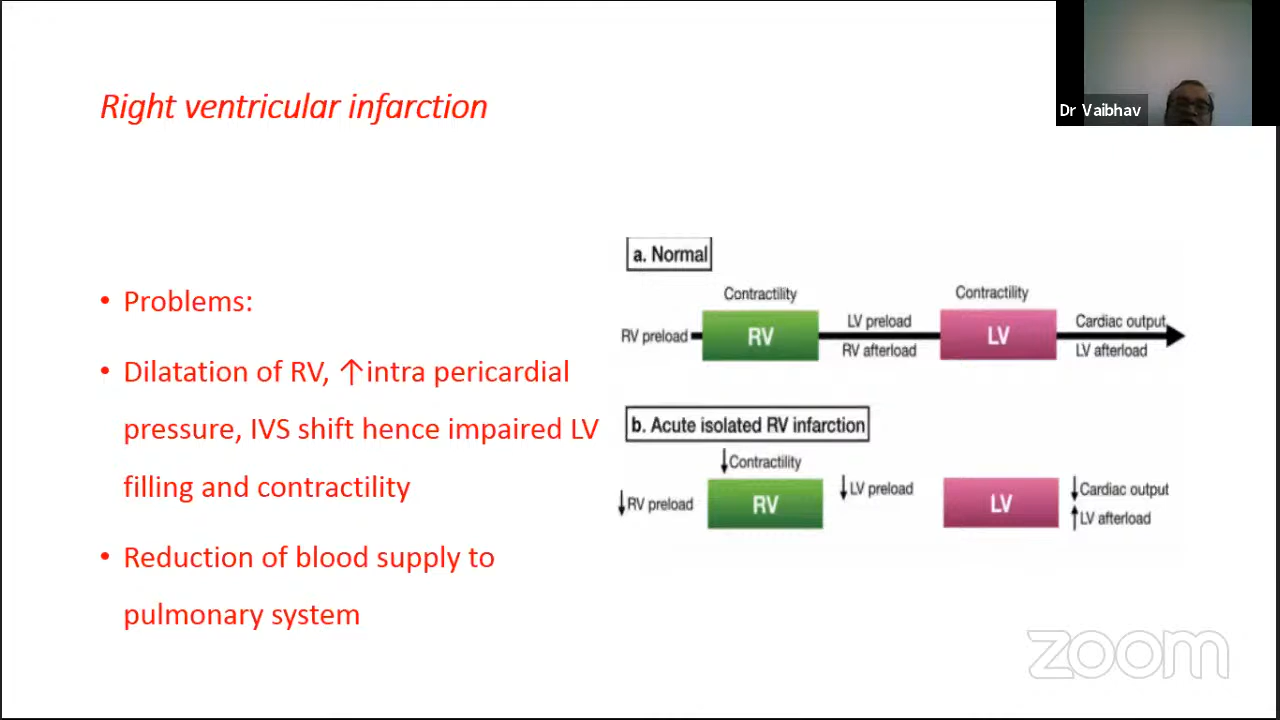 Right ventricular infarction
Dr Vaibhav
• Problems:
• Dilatation of RV, ↑intra pericardial
pressure, IVS shift hence impaired LV
filling and contractility
• Reduction of blood supply to
pulmonary system
a. Normal
Contractility
Contractility
RV preload
RV
LV preload
RV afterload
LV
Cardiac output
LV afterload
b. Acute isolated RV infarction
↓Contractility
↓RV preload
RV
↓LV preload
LV
↓Cardiac output
↑LV afterload
zoom